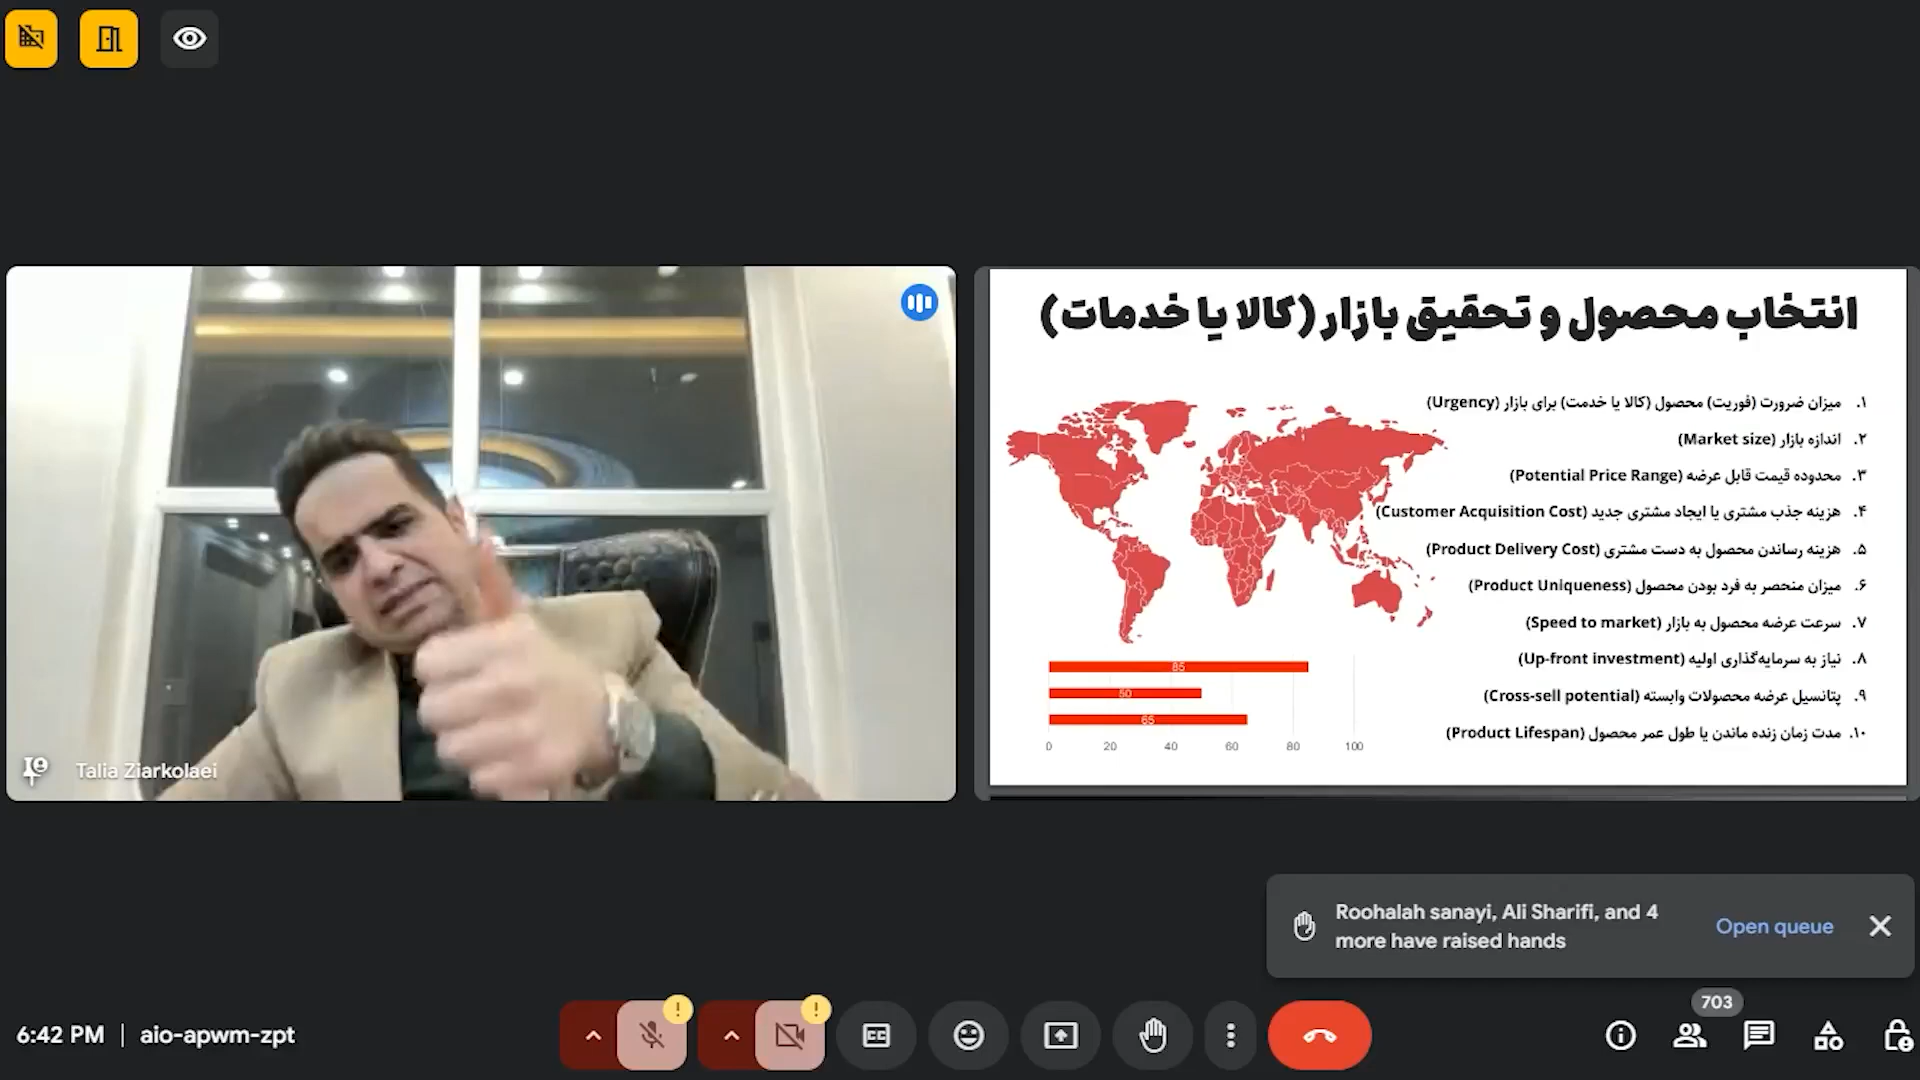 Talia Ziarkolaei
انتخاب محصول و تحقیق بازار (کالا یا خدمات)
۱. میزان ضرورت (فوریت) محصول (کالا یا خدمت) برای بازار (Urgency)
۲. اندازه بازار (Market size)
۳. محدوده قیمت قابل عرضه (Potential Price Range)
۴. هزینه جذب مشتری یا ایجاد مشتری جدید (Customer Acquisition Cost)
۵. هزینه رساندن محصول به دست مشتری (Product Delivery Cost)
۶. میزان منحصر به فرد بودن محصول (Product Uniqueness)
۷. سرعت عرضه محصول به بازار (Speed to market)
۸. نیاز به سرمایه‌گذاری اولیه (Up-front investment)
۹. پتانسیل عرضه محصولات وابسته (Cross-sell potential)
۱۰. مدت زمان زنده ماندن یا طول عمر محصول (Product Lifespan)
85
50
65
0 20 40 60 80 100
Roohalah sanayi, Ali Sharifi, and 4
more have raised hands
Open queue
703
6:42 PM | aio-apwm-zpt
CC